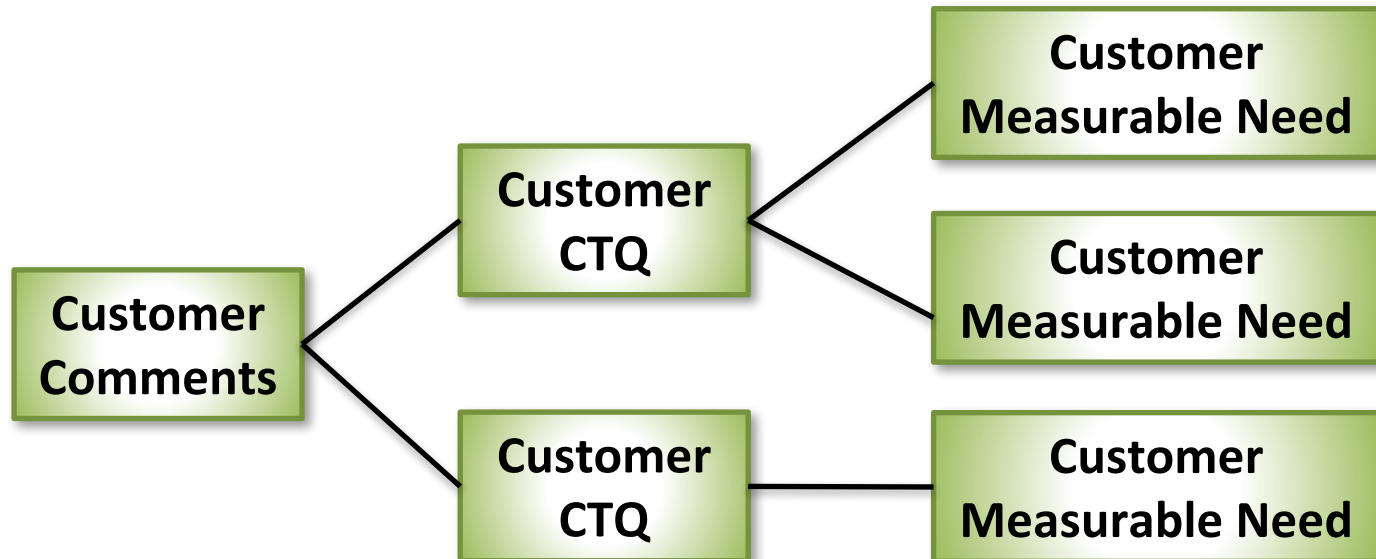 Customer
Comments
Customer
CTQ
Customer
CTQ
Customer
Measurable Need
Customer
Measurable Need
Customer
Measurable Need